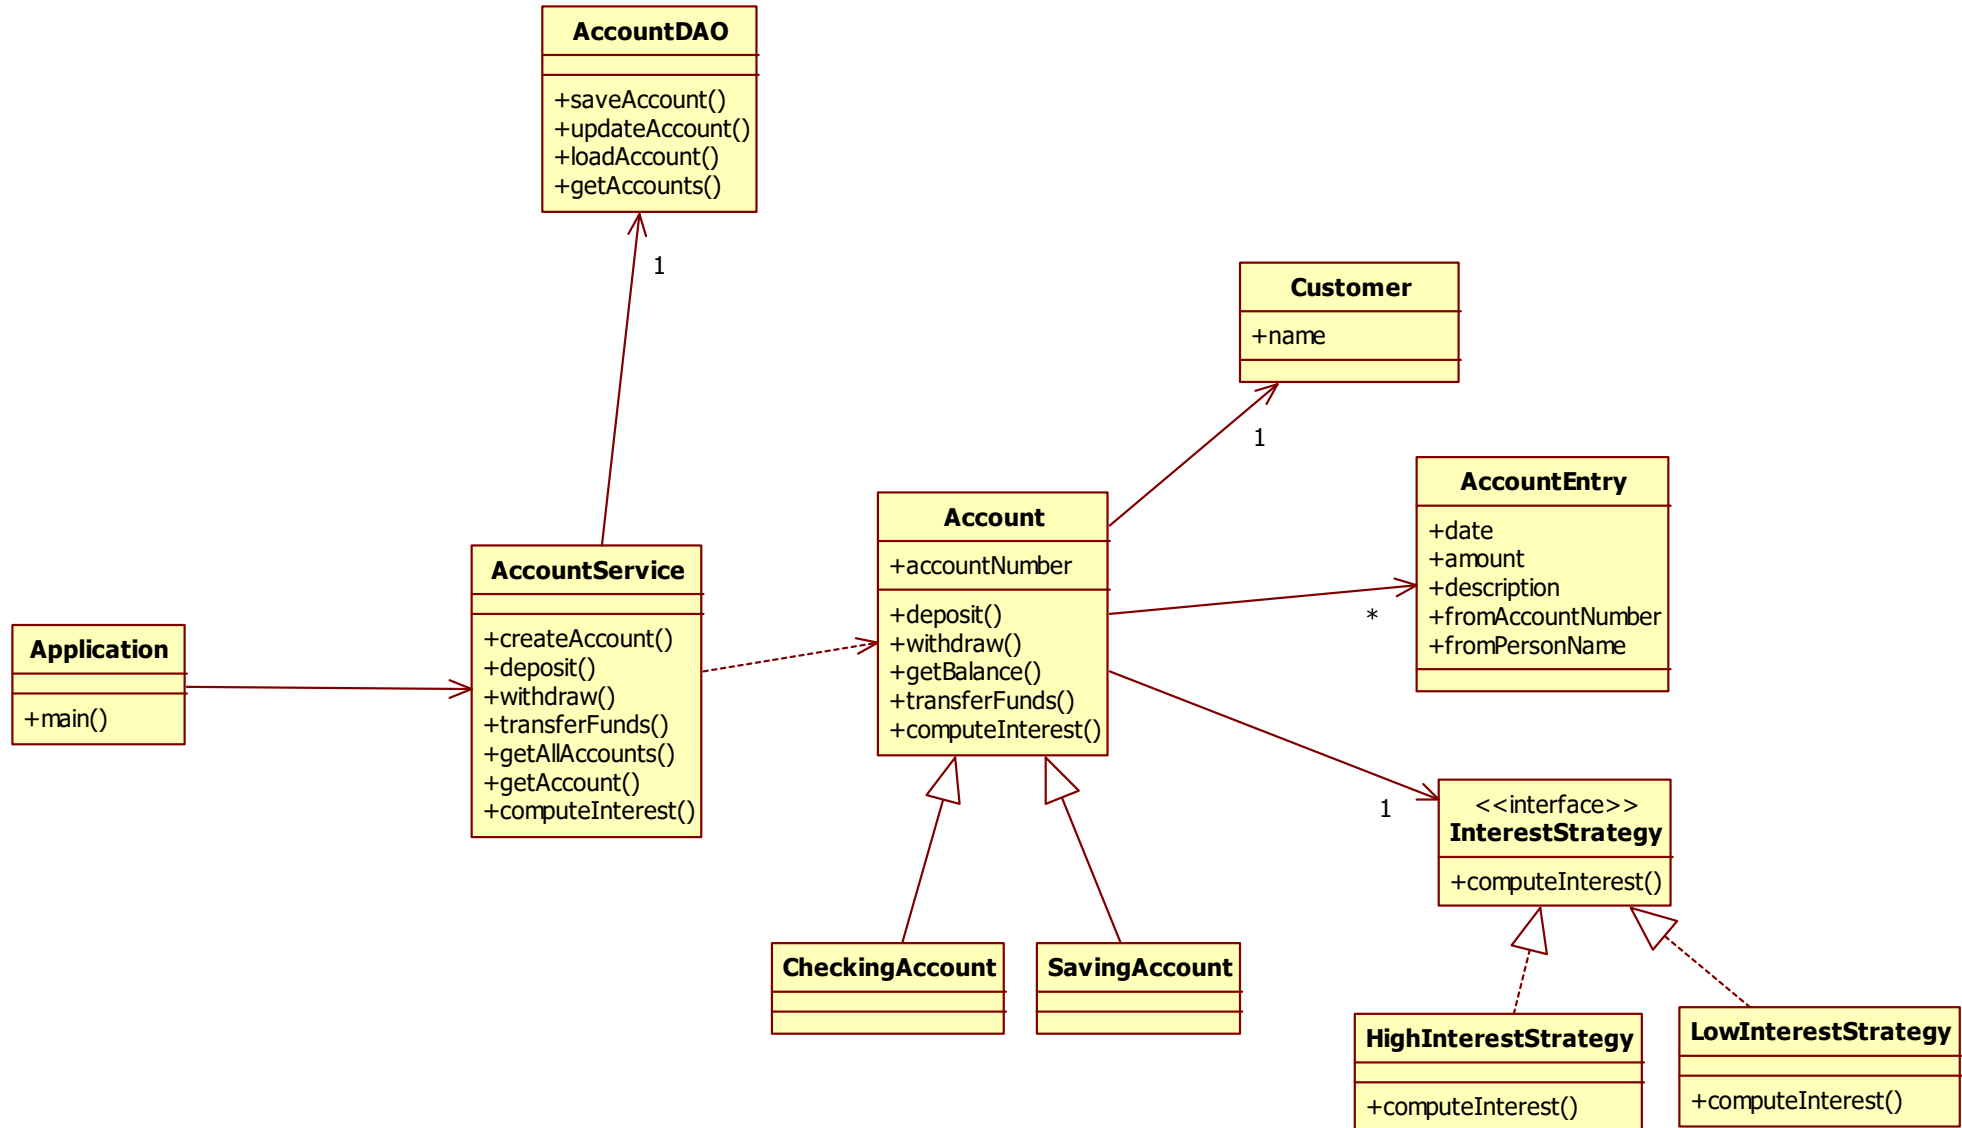 AccountDAO
+saveAccount()
+updateAccount()
+loadAccount()
+getAccounts()
1
Customer
+name
1
AccountEntry
+date
+amount
+description
+fromAccountNumber
+fromPersonName
*
Account
+accountNumber
+deposit()
+withdraw()
+getBalance()
+transferFunds()
+computeInterest()
AccountService
+createAccount()
+deposit()
+withdraw()
+transferFunds()
+getAllAccounts()
+getAccount()
+computeInterest()
Application
+main()
1
<<interface>>
InterestStrategy
+computeInterest()
CheckingAccount
SavingAccount
HighInterestStrategy
+computeInterest()
LowInterestStrategy
+computeInterest()